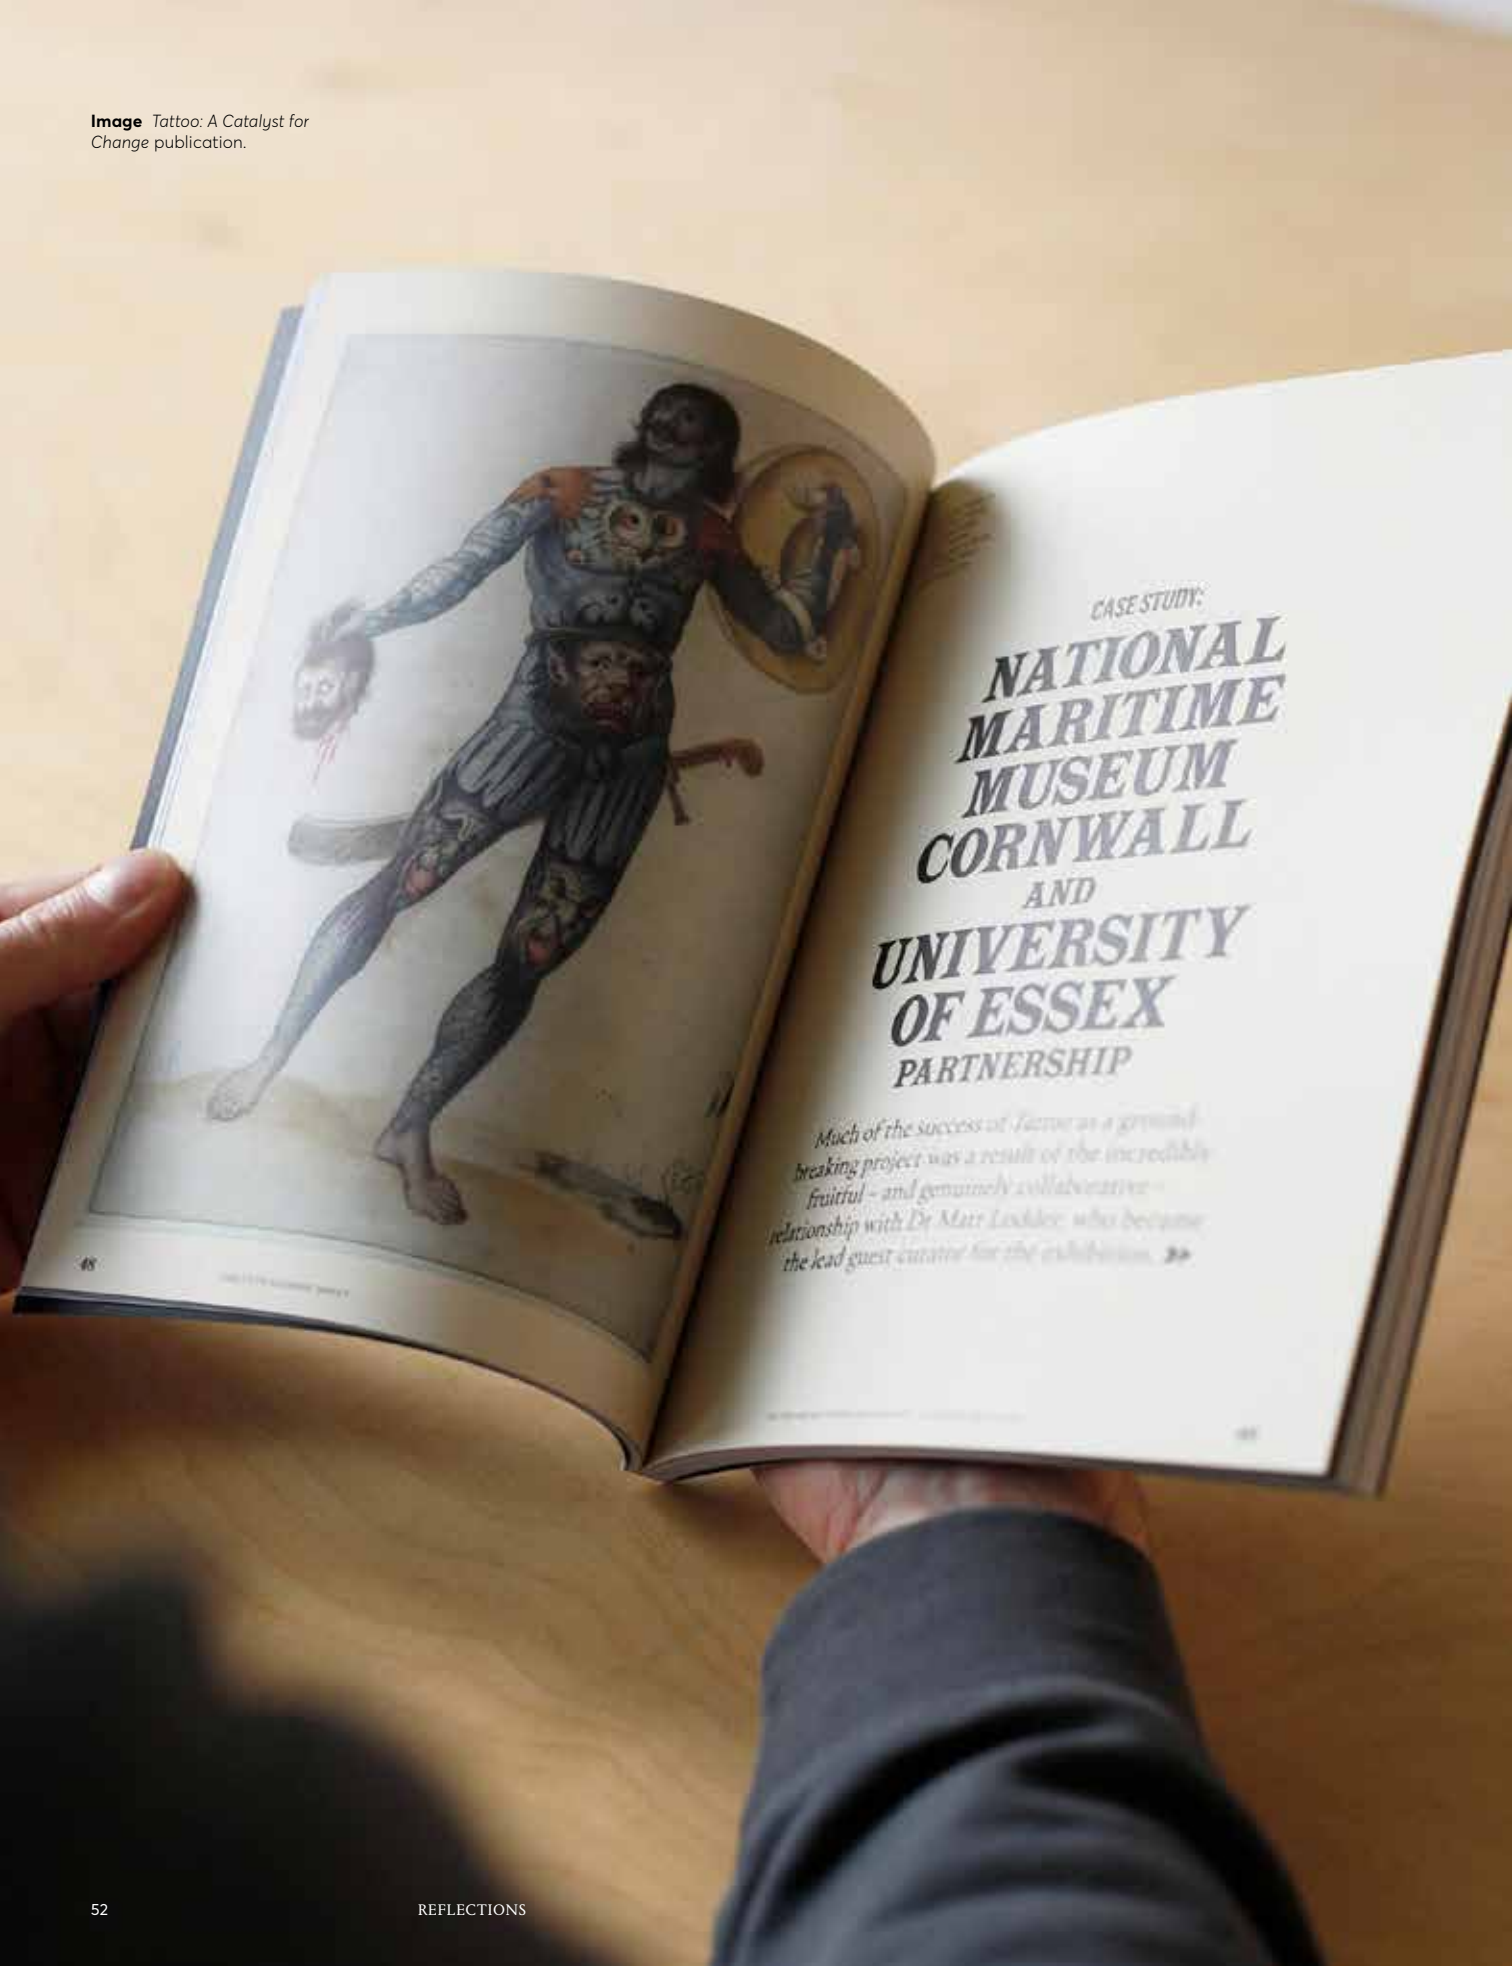 Image Tattoo: A Catalyst for
Change publication.
48
CASE STUDY:
NATIONAL
MARITIME
MUSEUM
CORNWALL
AND
UNIVERSITY
OF ESSEX
PARTNERSHIP
Much of the success of Tattoo as a ground-
breaking project was a result of the incredibly
fruitful – and genuinely collaborative –
relationship with Dr Matt Lodder, who became
the lead guest curator for the exhibition.
52
REFLECTIONS